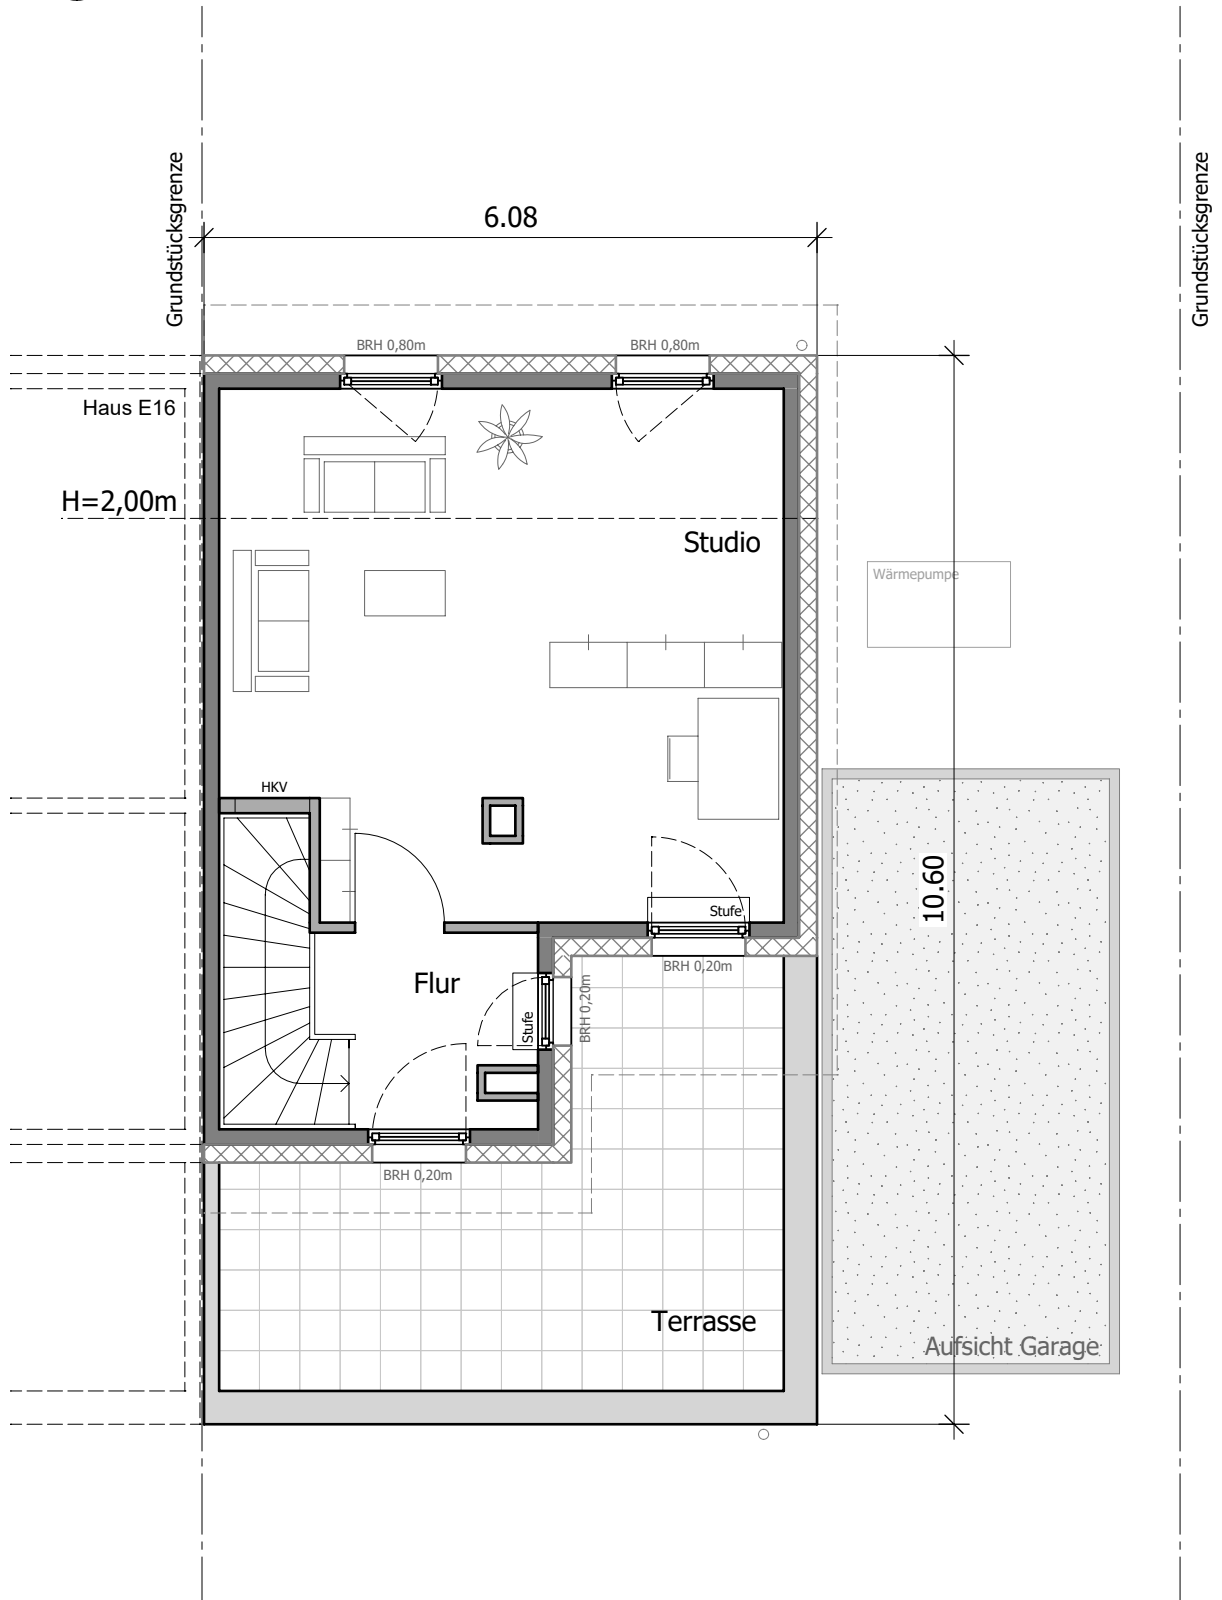 Grundstücksgrenze
Grundstücksgrenze
6.08
BRH 0,80m
BRH 0,80m
Haus E16
H=2,00m
Studio
Wärmepumpe
HKV
10.60
Stufe
BRH 0,20m
Flur
Stufe
BRH 0,20m
BRH 0,20m
Terrasse
Aufsicht Garage